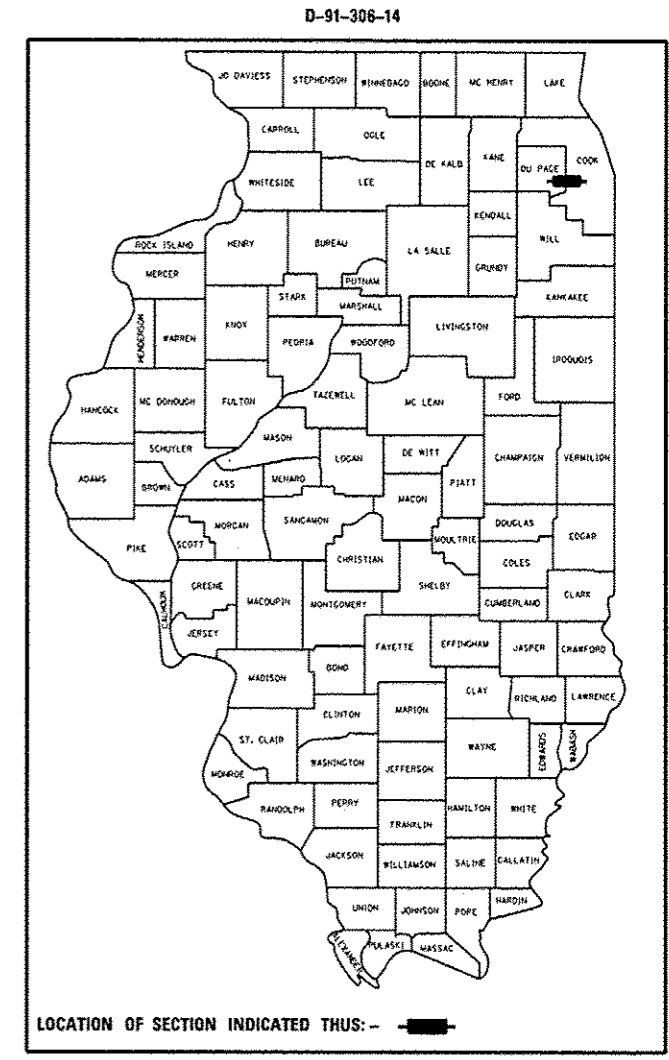 D-91-306-14
JO DAVIESS STEPHENSON WINNEBAGO BOONE MC HENRY LAKE
CARROLL OGLE DE KALB KANE DU PAGE COOK
WHITESIDE LEE
KENDALL WILL
ROCK ISLAND HENRY BUREAU LA SALLE GRUNDY
MERCER PUTNAM KANKAKEE
STARK MARSHALL
HENDERSON WARREN KNOX PEORIA WOODFORD LIVINGSTON IROQUOIS
HANCOCK MC DONOUGH FULTON TAZEWELL MC LEAN FORD
MASON
SCHUYLER LOGAN DE WITT CHAMPAIGN VERMILION
ADAMS BROWN CASS MENARD MACON PIATT
MORGAN SANGAMON DOUGLAS EDGAR
PIKE SCOTT CHRISTIAN MOULTRIE COLES
GREENE SHELBY
CALHOUN MACOUPIN MONTGOMERY CUMBERLAND CLARK
JERSEY FAYETTE EFFINGHAM JASPER CRAWFORD
MADISON BOND
CLAY RICHLAND LAWRENCE
CLINTON MARION
ST. CLAIR WAYNE EDWARDS WABASH
WASHINGTON JEFFERSON
MONROE
RANDOLPH PERRY HAMILTON WHITE
FRANKLIN
JACKSON WILLIAMSON SALINE GALLATIN
UNION JOHNSON POPE HARDIN
ALEXANDER PULASKI MASSAC
LOCATION OF SECTION INDICATED THUS: -